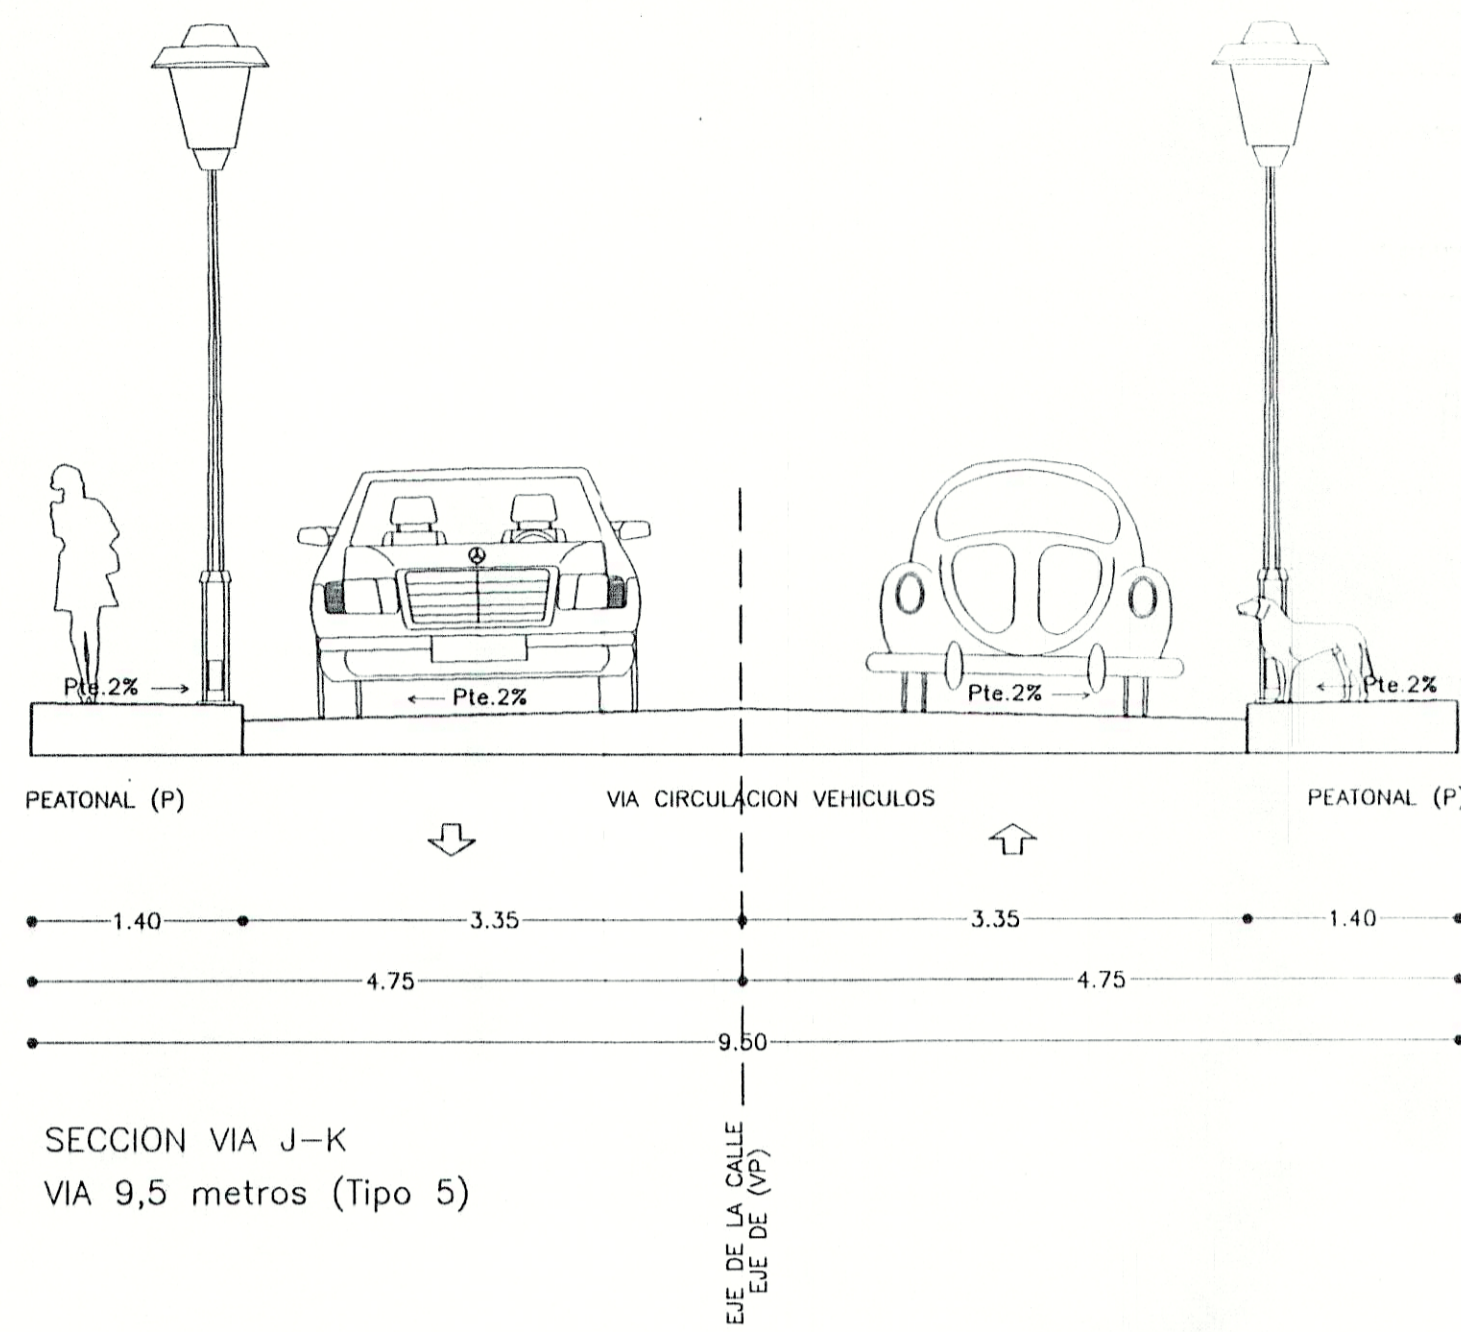 Pte.2%
Pte.2%
Pte.2%
Pte.2%
PEATONAL (P)
VIA CIRCULACION VEHICULOS
PEATONAL (P)
1.40
3.35
3.35
1.40
4.75
4.75
9.50
SECCION VIA J-K
VIA 9,5 metros (Tipo 5)
EJE DE LA CALLE
EJE DE (VP)